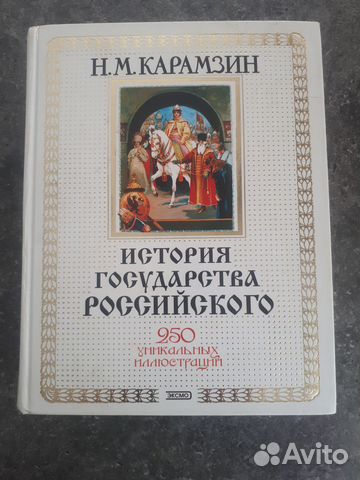 Н.М.КАРАМЗИН
ИСТОРИЯ
ГОСУДАРСТВА
РОССИЙСКОГО
250
УНИКАЛЬНЫХ
ИЛЛЮСТРАЦИЙ
ЭКСМО
Avito